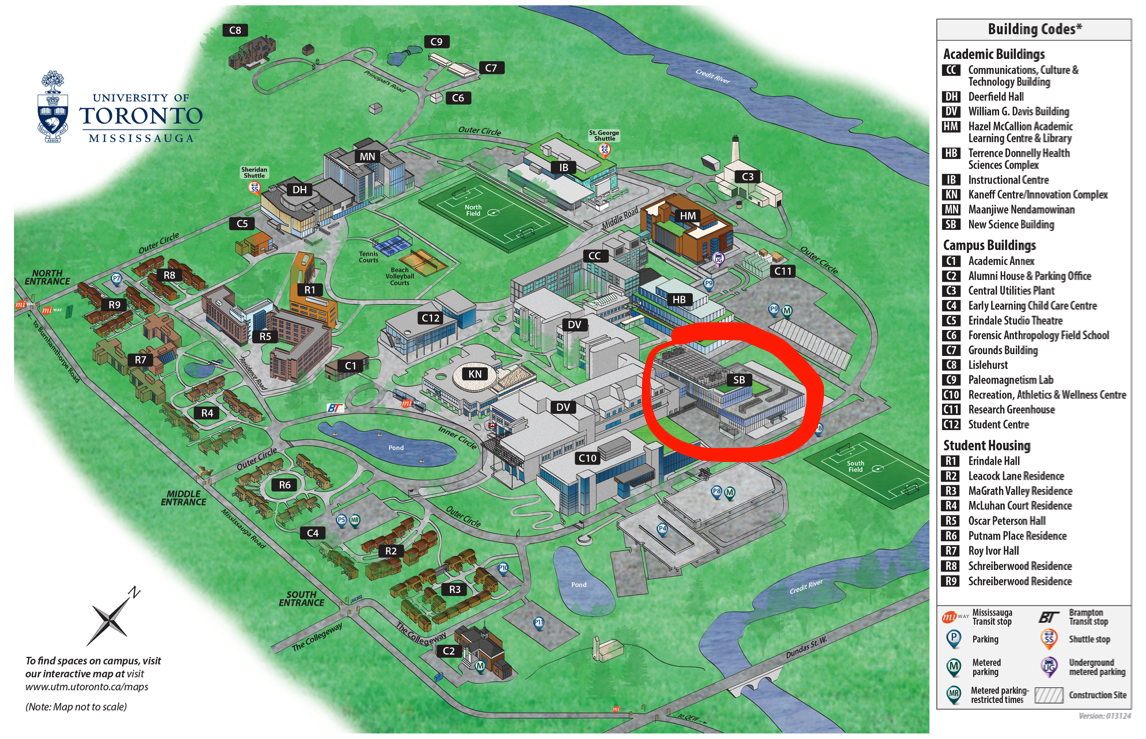 UNIVERSITY OF
TORONTO
MISSISSAUGA
C8
C9
C7
C6
Principal's Road
Credit River
Outer Circle
St. George
Shuttle
MN
IB
C3
Sheridan
Shuttle
DH
North
Field
Middle Road
HM
C5
Outer Circle
Tennis
Courts
Beach
Volleyball
Courts
CC
C11
Outer Circle
NORTH
ENTRANCE
R8
R9
R1
HB
C12
DV
R5
R7
C1
KN
SB
R4
DV
BT
Inner Circle
Pond
C10
South
Field
Outer Circle
MIDDLE
ENTRANCE
R6
Mississauga Road
Outer Circle
P8
M
P4
P5
MR
C4
R2
R3
Pond
Credit River
SOUTH
ENTRANCE
The Collegeway
The Collegeway
C2
M
Dundas St. W.
N
To find spaces on campus, visit
our interactive map at visit
www.utm.utoronto.ca/maps
(Note: Map not to scale)
Building Codes*
Academic Buildings
CC Communications, Culture &
Technology Building
DH Deerfield Hall
DV William G. Davis Building
HM Hazel McCallion Academic
Learning Centre & Library
HB Terrence Donnelly Health
Sciences Complex
IB Instructional Centre
KN Kaneff Centre/Innovation Complex
MN Maanjiwe Nendamowinan
SB New Science Building
Campus Buildings
C1 Academic Annex
C2 Alumni House & Parking Office
C3 Central Utilities Plant
C4 Early Learning Child Care Centre
C5 Erindale Studio Theatre
C6 Forensic Anthropology Field School
C7 Grounds Building
C8 Lislehurst
C9 Paleomagnetism Lab
C10 Recreation, Athletics & Wellness Centre
C11 Research Greenhouse
C12 Student Centre
Student Housing
R1 Erindale Hall
R2 Leacock Lane Residence
R3 MaGrath Valley Residence
R4 McLuhan Court Residence
R5 Oscar Peterson Hall
R6 Putnam Place Residence
R7 Roy Ivor Hall
R8 Schreiberwood Residence
R9 Schreiberwood Residence
miway Mississauga
Transit stop
BT Brampton
Transit stop
P Parking
SS Shuttle stop
M Metered
parking
UG Underground
metered parking
MR Metered parking-
restricted times
Construction Site
Version: 013124